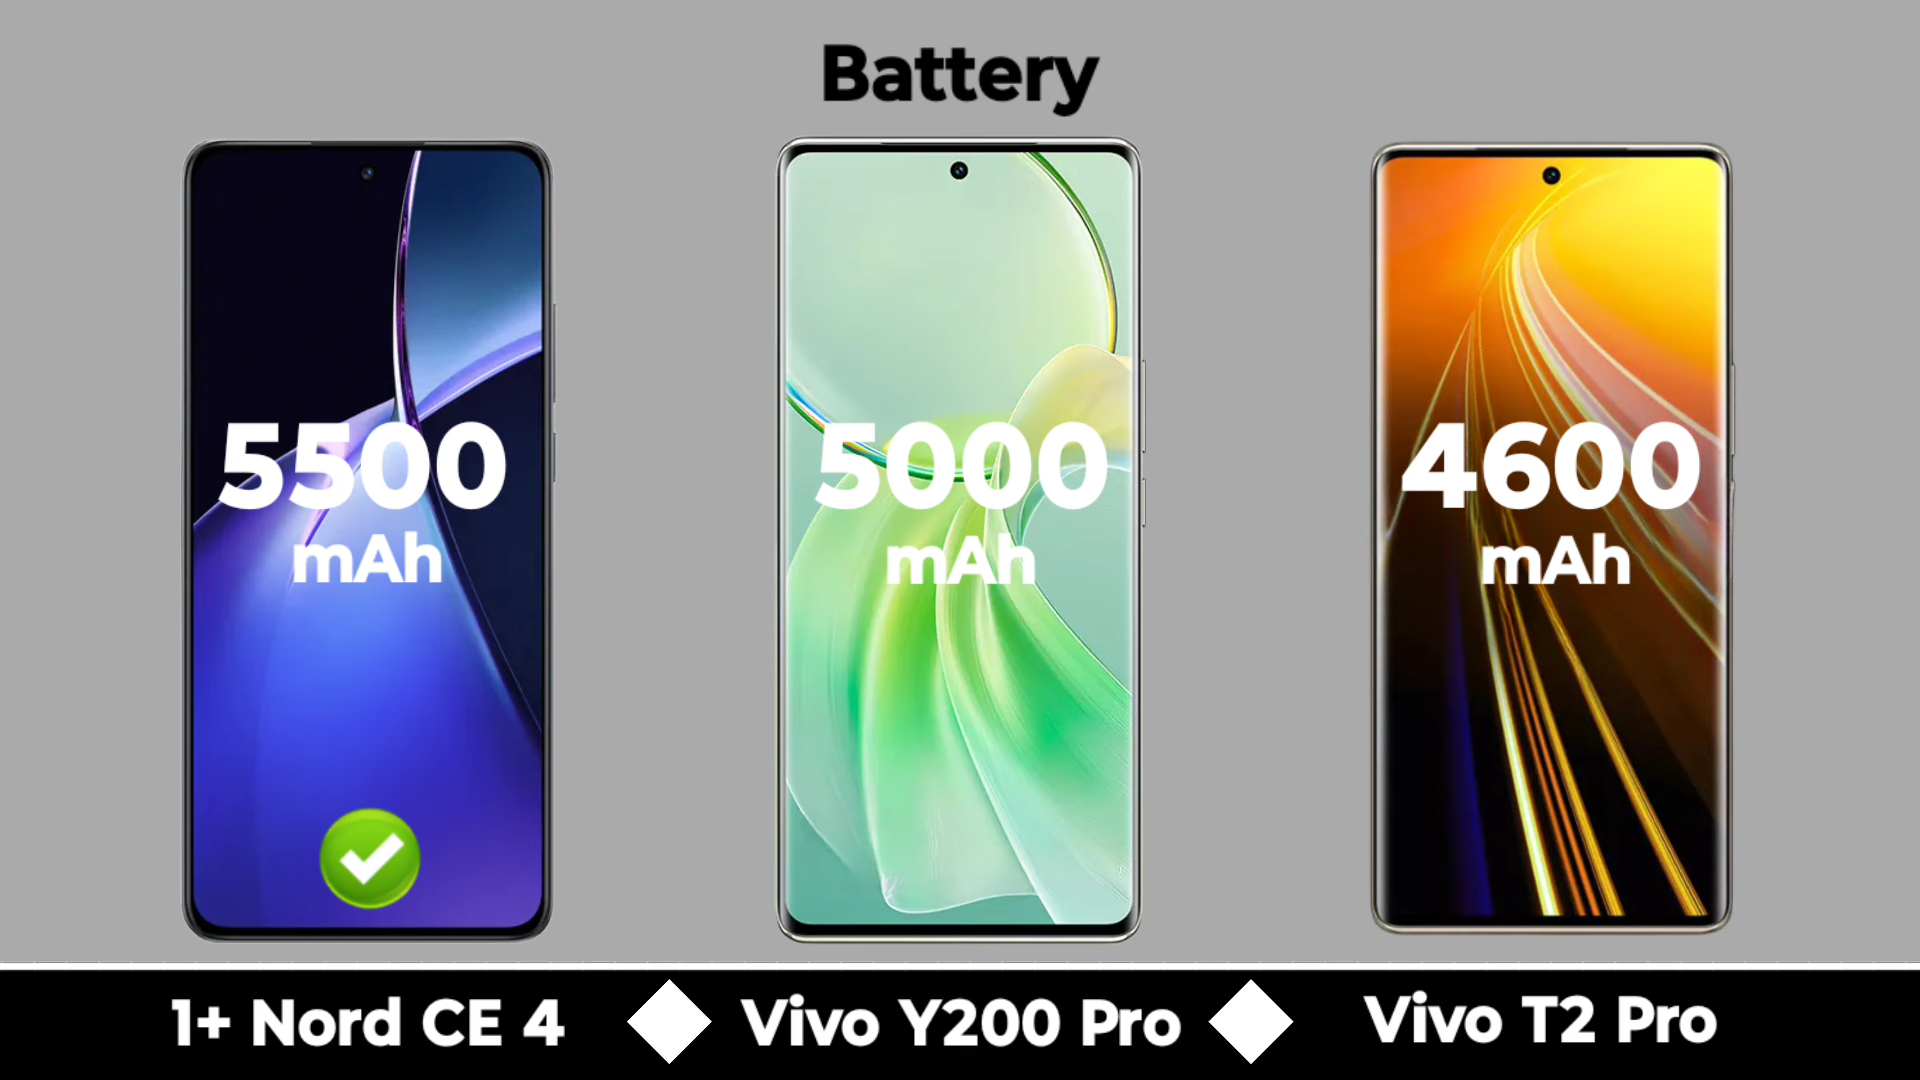 Battery
5500
mAh
5000
mAh
4600
mAh
1+ Nord CE 4
Vivo Y200 Pro
Vivo T2 Pro